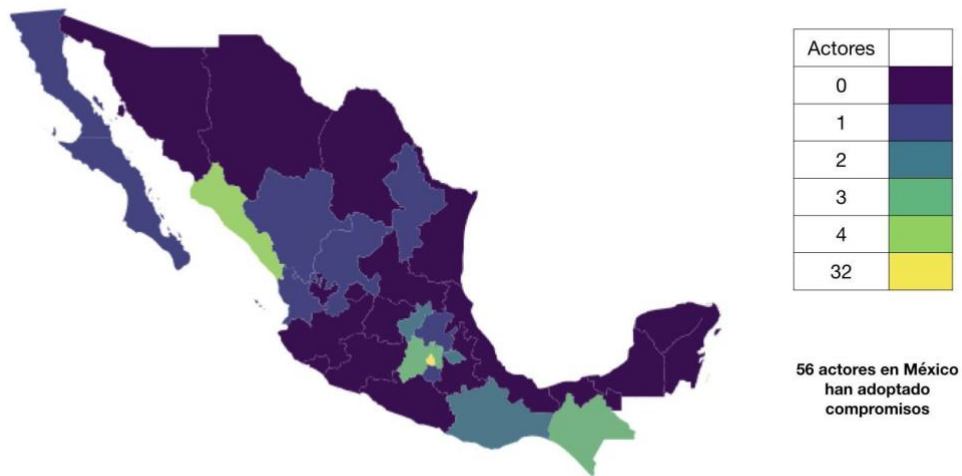 Actores
0
1
2
3
4
32
56 actores en México
han adoptado
compromisos